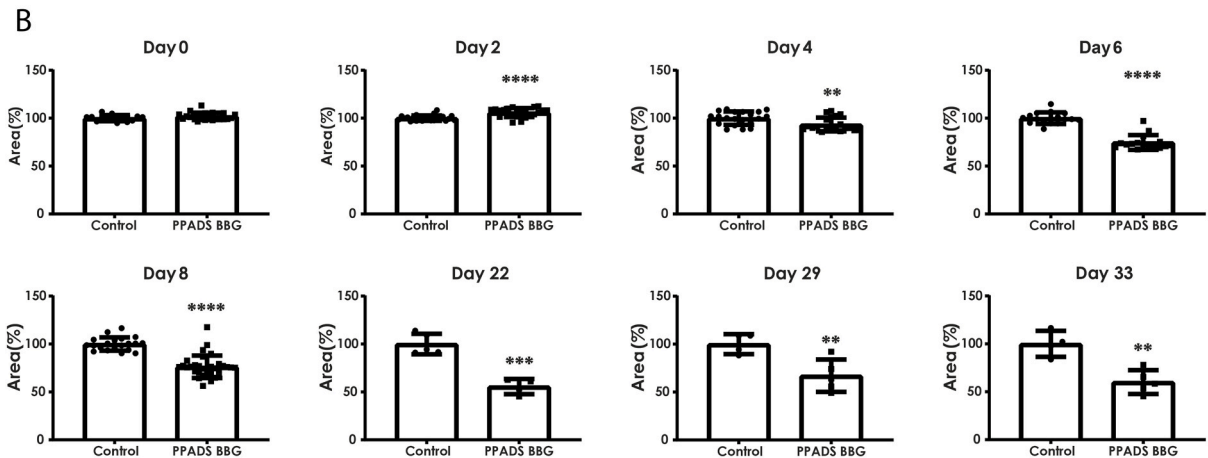 B
Day 0
Day 2
Day 4
Day 6
150
100
50
0
Area(%)
Control
PPADS BBG
150
100
50
0
Area(%)
****
Control
PPADS BBG
150
100
50
0
Area(%)
**
Control
PPADS BBG
150
100
50
0
Area(%)
****
Control
PPADS BBG
Day 8
Day 22
Day 29
Day 33
150
100
50
0
Area(%)
****
Control
PPADS BBG
150
100
50
0
Area(%)
***
Control
PPADS BBG
150
100
50
0
Area(%)
**
Control
PPADS BBG
150
100
50
0
Area(%)
**
Control
PPADS BBG